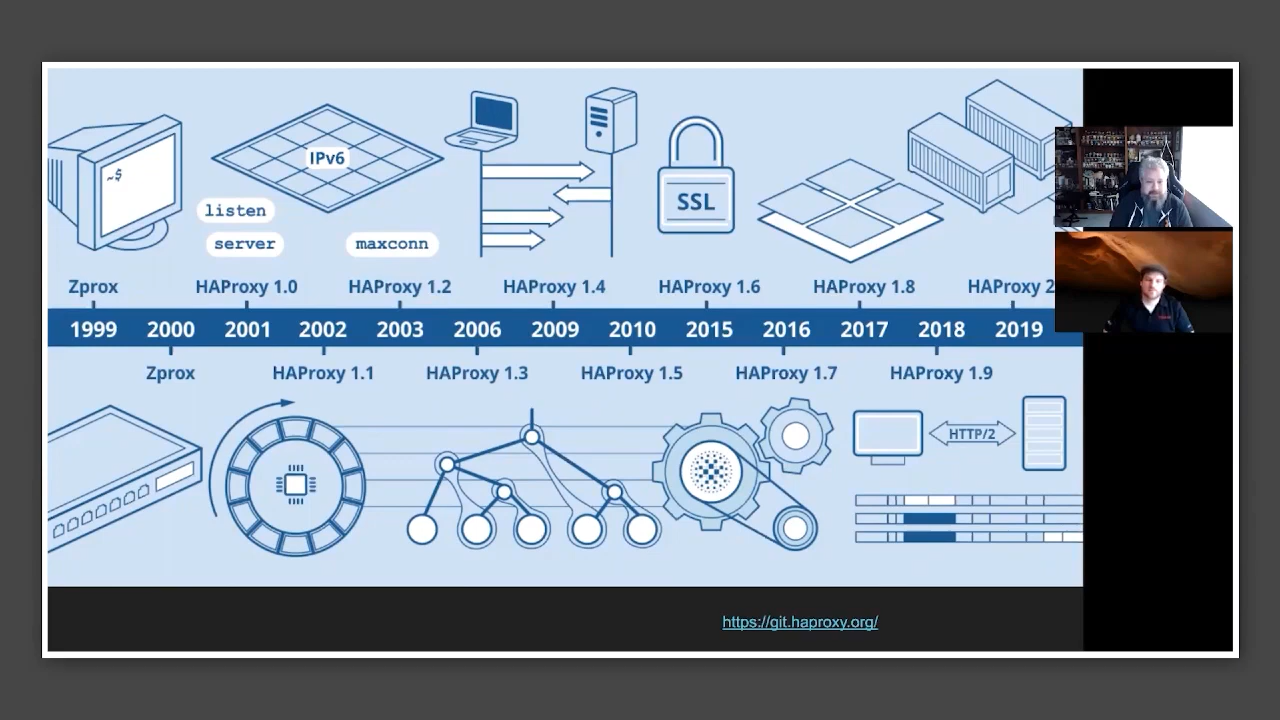 ~$
IPv6
listen
server
maxconn
SSL
Zprox
HAProxy 1.0
HAProxy 1.2
HAProxy 1.4
HAProxy 1.6
HAProxy 1.8
HAProxy 2
1999 2000 2001 2002 2003 2006 2009 2010 2015 2016 2017 2018 2019
Zprox
HAProxy 1.1
HAProxy 1.3
HAProxy 1.5
HAProxy 1.7
HAProxy 1.9
HTTP/2
https://git.haproxy.org/